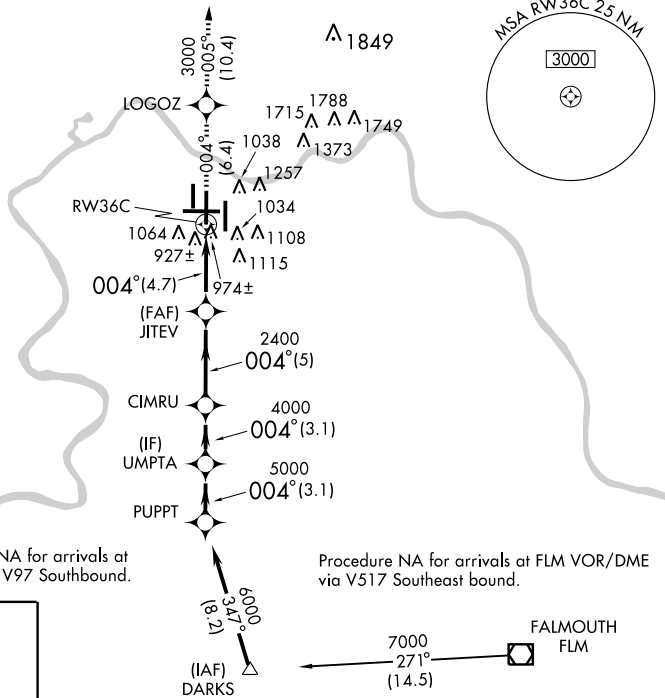 MSA RW36C 25 NM
3000
1849
3000
005°
(10.4)
LOGOZ
1715
1788
1749
1373
004°
(6.4)
1038
1257
RW36C
1034
1064
1108
927±
1115
004° (4.7)
974±
(FAF)
JITEV
2400
004° (5)
CIMRU
4000
004° (3.1)
(IF)
UMPTA
5000
004° (3.1)
PUPPT
NA for arrivals at
V97 Southbound.
Procedure NA for arrivals at FLM VOR/DME
via V517 Southeast bound.
6000
347°
(8.2)
7000
271°
(14.5)
FALMOUTH
FLM
(IAF)
DARKS